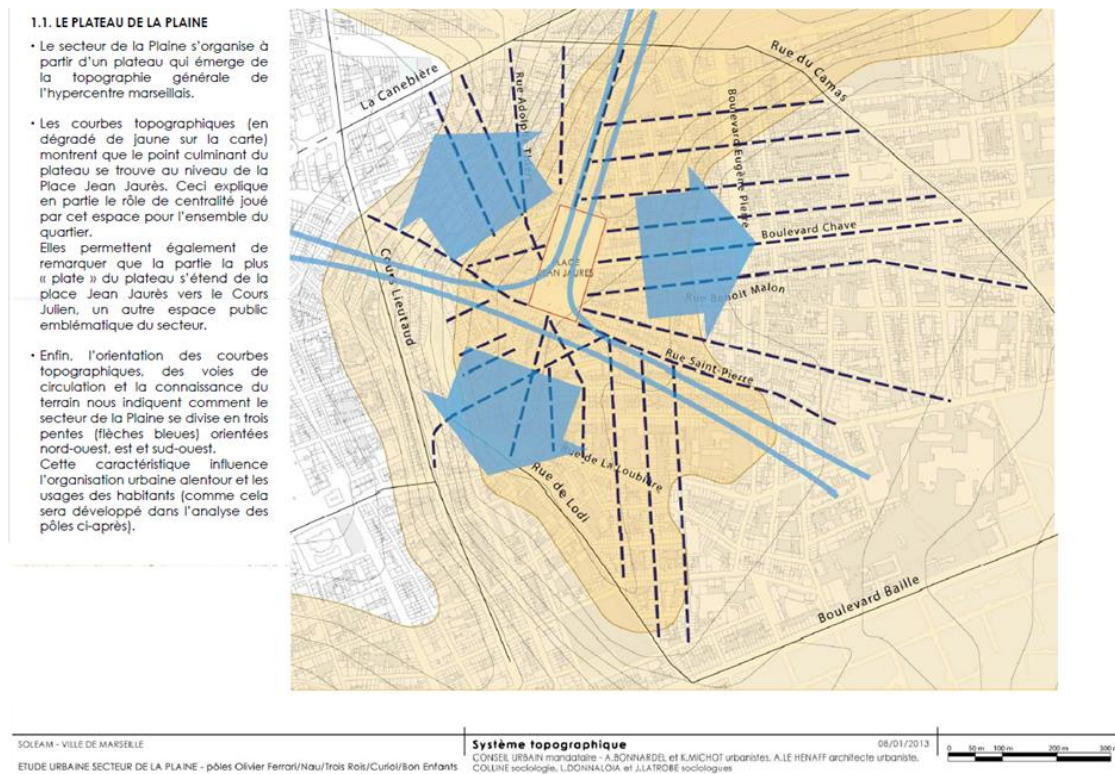 1.1. LE PLATEAU DE LA PLAINE
• Le secteur de la Plaine s'organise à
partir d'un plateau qui émerge de
la topographie générale de
l'hypercentre marseillais.
• Les courbes topographiques (en
dégradé de jaune sur la carte)
montrent que le point culminant du
plateau se trouve au niveau de la
Place Jean Jaurès. Ceci explique
en partie le rôle de centralité joué
par cet espace pour l'ensemble du
quartier.
Elles permettent également de
remarquer que la partie la plus
« plate » du plateau s'étend de la
place Jean Jaurès vers le Cours
Julien, un autre espace public
emblématique du secteur.
• Enfin, l'orientation des courbes
topographiques, des voies de
circulation et la connaissance du
terrain nous indiquent comment le
secteur de la Plaine se divise en trois
pentes (flèches bleues) orientées
nord-ouest, est et sud-ouest.
Cette caractéristique influence
l'organisation urbaine alentour et les
usages des habitants (comme cela
sera développé dans l'analyse des
pôles ci-après).
La Canebière
Rue Adolp
Rue du Camas
Boulevard Eugène Pierre
Boulevard Chave
PLACE
JEAN JAURÈS
Rue Benoit Malon
Cours Lieutaud
Rue Saint-Pierre
Rue de La Loubière
Rue de Lodi
Boulevard Baille
SOLEAM - VILLE DE MARSEILLE
ETUDE URBAINE SECTEUR DE LA PLAINE - pôles Olivier Ferrari/Nau/Trois Rois/Curiol/Bon Enfants
Système topographique
08/01/2013
CONSEIL URBAIN mandataire - A.BONNARDEL et K.MICHOT urbanistes, A.LE HENAFF architecte urbaniste,
COLLINE sociologie, L.DONNALOIA et J.LATROBE sociologues
0 50 m 100 m 200 m 300 m